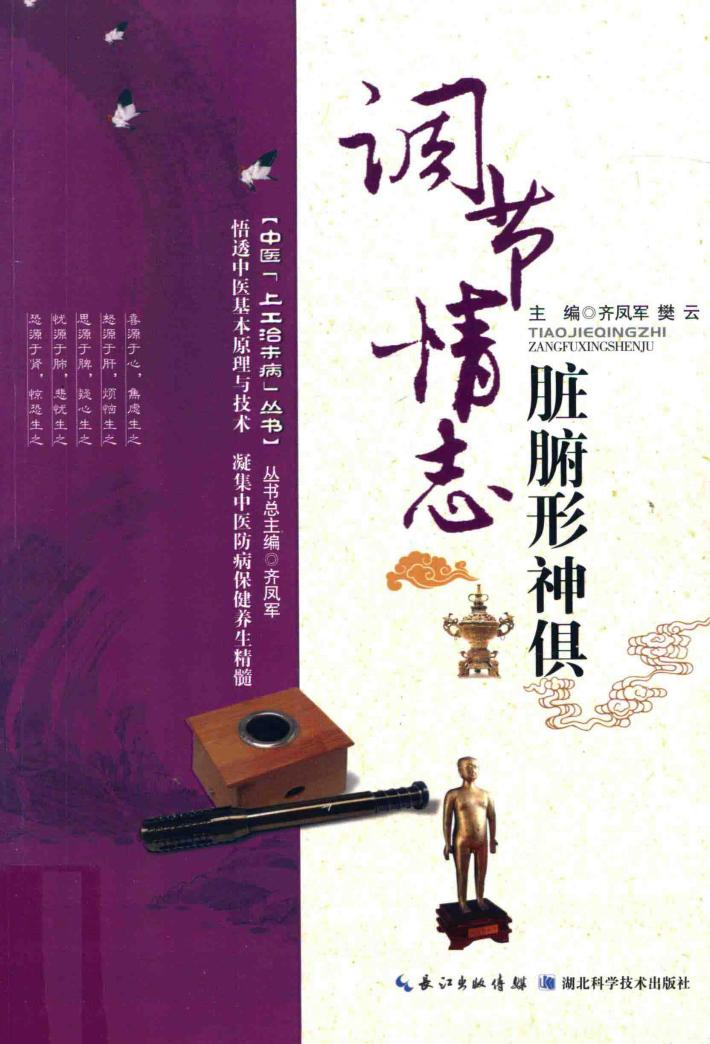 调节情志
主 编◎齐凤军 樊 云
TIAOJIEQINGZHI
ZANGFUXINGSHENJU
脏腑形神俱
【中医「上工治未病」丛书】 丛书总主编◎齐凤军
悟透中医基本原理与技术 凝集中医防病保健养生精髓
喜源于心，焦虑生之
怒源于肝，烦恼生之
思源于脾，疑心生之
忧源于肺，悲忧生之
恐源于肾，惊恐生之
长江出版传媒 湖北科学技术出版社